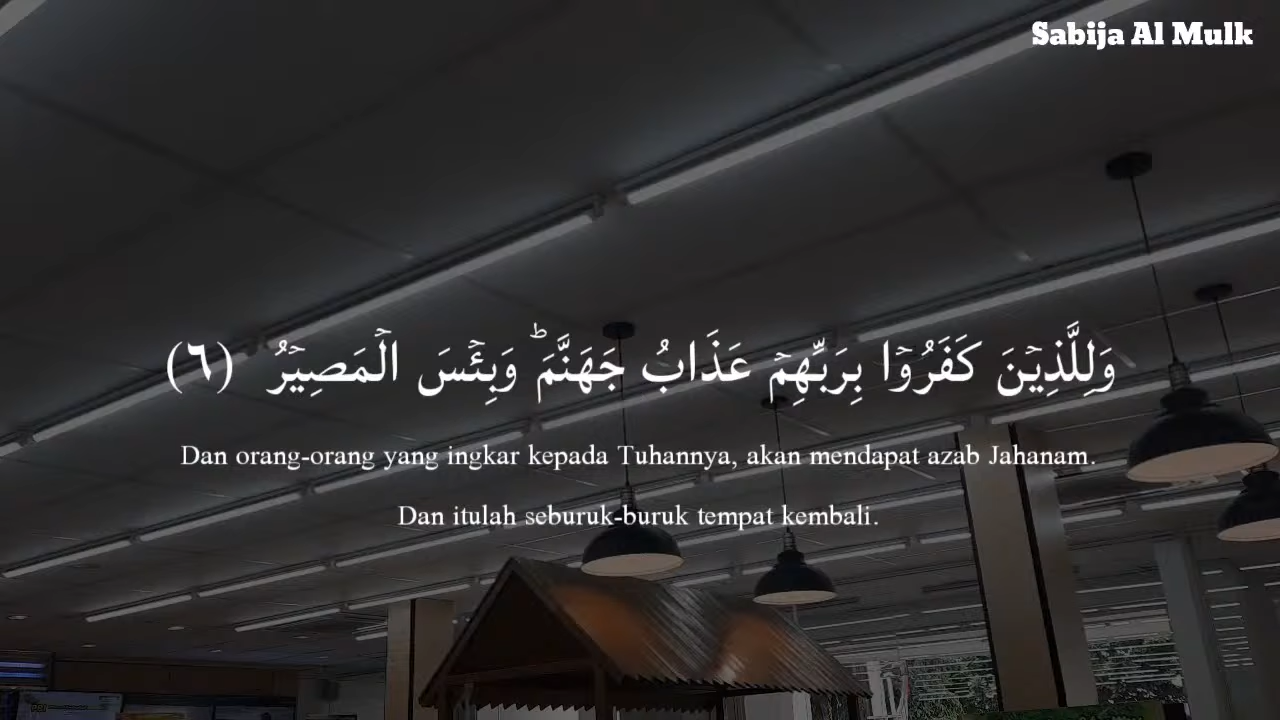 Sabija Al Mulk
وَلِلَّذِيْنَ كَفَرُوْا بِرَبِّهِمْ عَذَابُ جَهَنَّمَۗ وَبِئْسَ الْمَصِيْرُ (٦)
Dan orang-orang yang ingkar kepada Tuhannya, akan mendapat azab Jahanam.
Dan itulah seburuk-buruk tempat kembali.